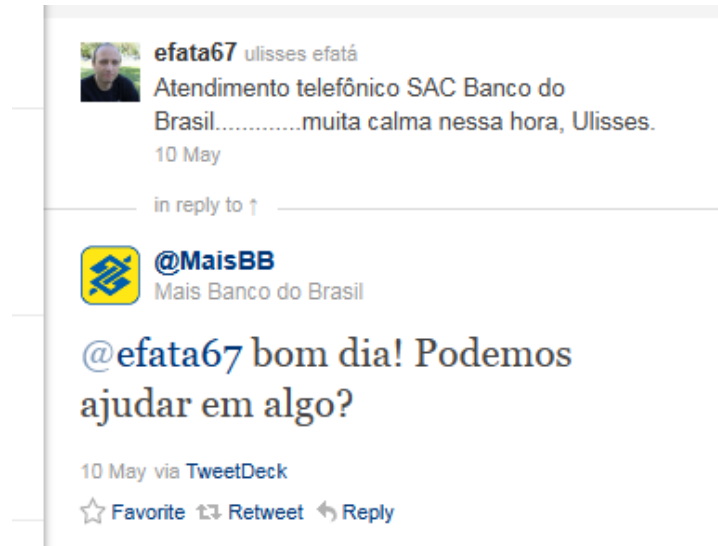 efata67 ulisses efatá
Atendimento telefônico SAC Banco do
Brasil.............muita calma nessa hora, Ulisses.
10 May
in reply to ↑
@MaisBB
Mais Banco do Brasil
@efata67 bom dia! Podemos
ajudar em algo?
10 May via TweetDeck
Favorite Retweet Reply